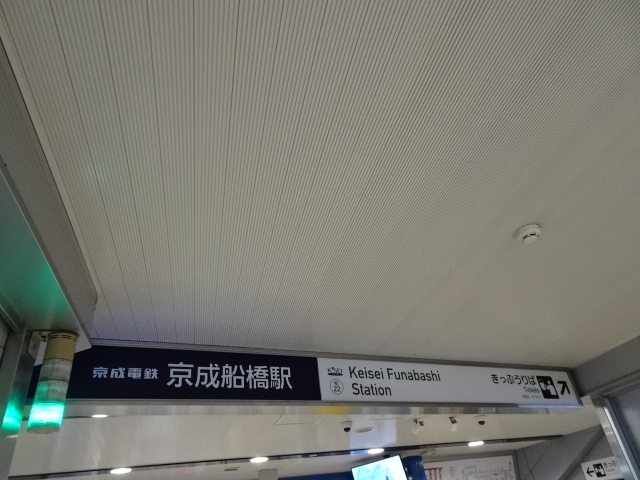 京成電鉄 京成船橋駅
KS
22
Keisei Funabashi
Station
きっぷうりば
Tickets